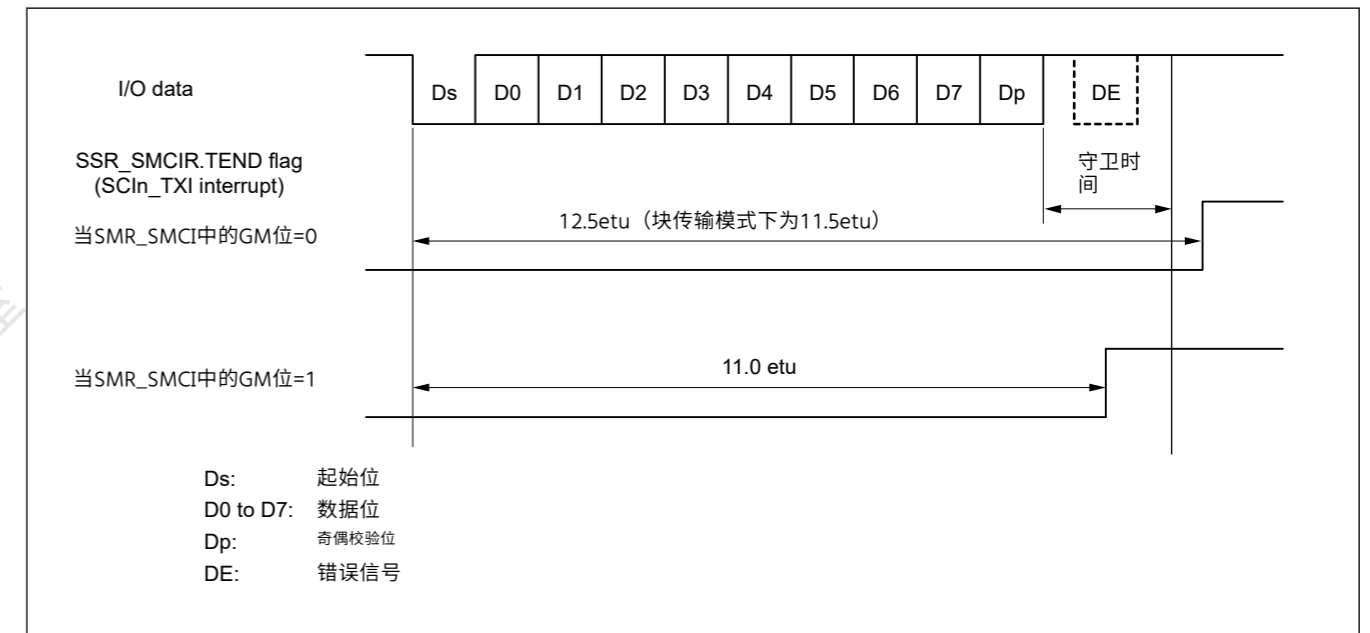 I/O data
Ds D0 D1 D2 D3 D4 D5 D6 D7 Dp DE
SSR_SMCIR.TEND flag
(SCIn_TXI interrupt)
守卫时
间
12.5etu（块传输模式下为11.5etu）
当SMR_SMCI中的GM位=0
11.0 etu
当SMR_SMCI中的GM位=1
Ds: 起始位
D0 to D7: 数据位
Dp: 奇偶校验位
DE: 错误信号